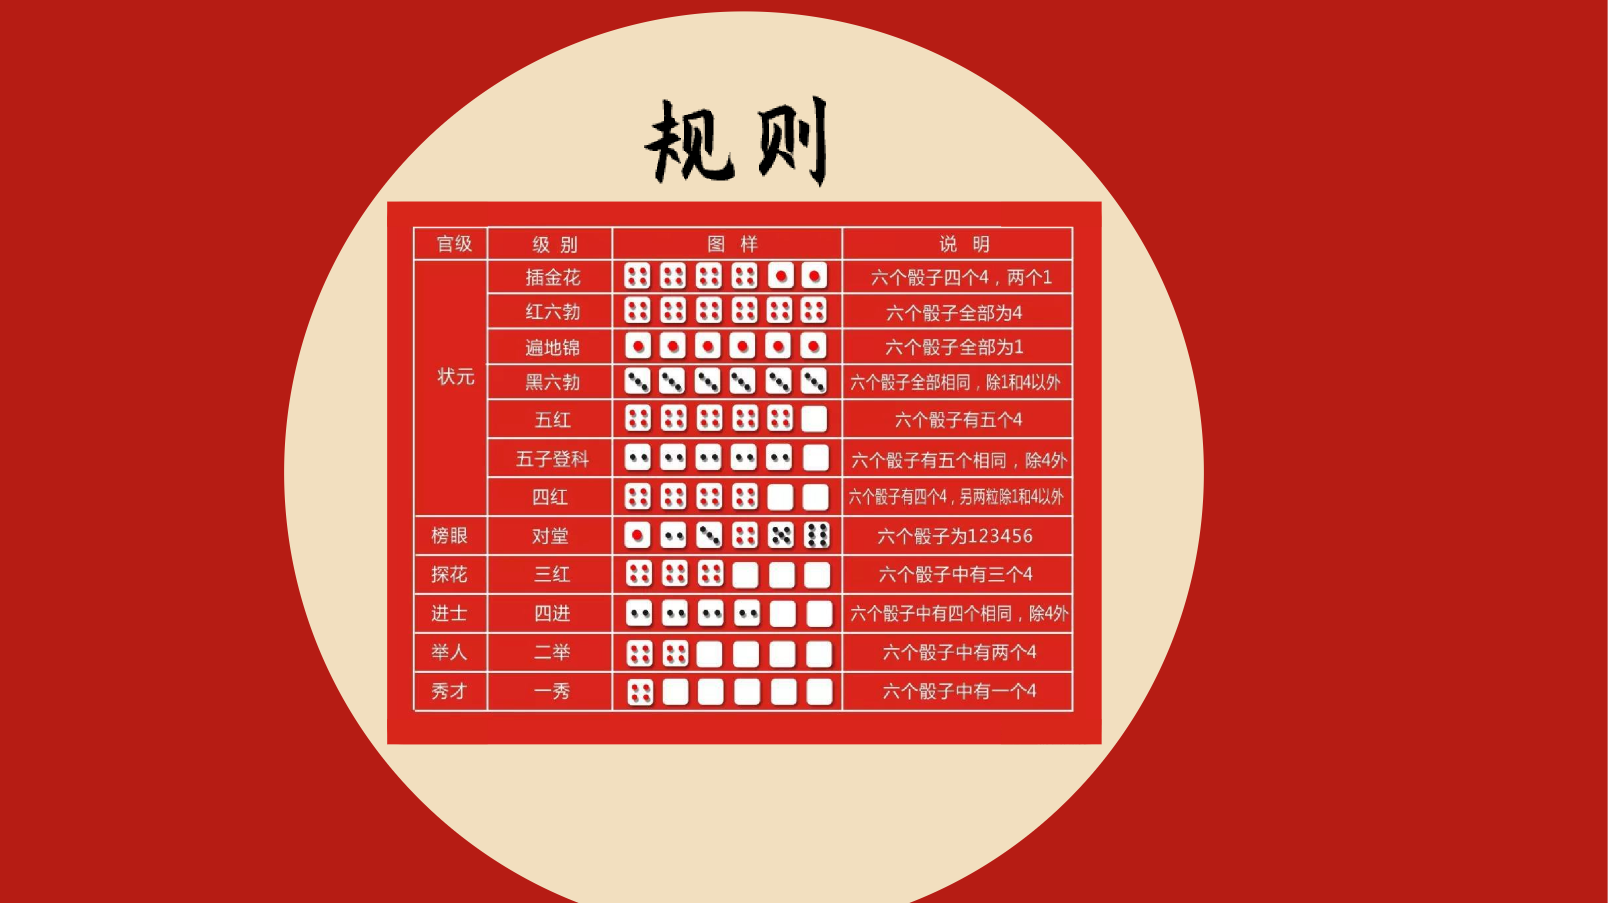 规则
官级 级别 图样 说明
状元
插金花 六个骰子四个4，两个1
红六勃 六个骰子全部为4
遍地锦 六个骰子全部为1
黑六勃 六个骰子全部相同，除1和4以外
五红 六个骰子有五个4
五子登科 六个骰子有五个相同，除4外
四红 六个骰子有四个4，另两粒除1和4以外
榜眼 对堂 六个骰子为123456
探花 三红 六个骰子中有三个4
进士 四进 六个骰子中有四个相同，除4外
举人 二举 六个骰子中有两个4
秀才 一秀 六个骰子中有一个4